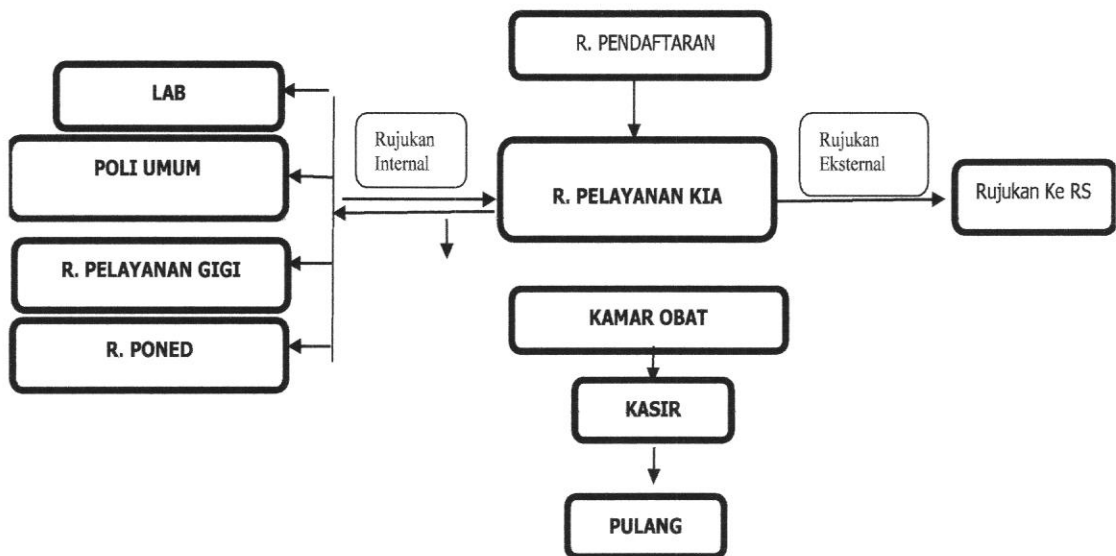 R. PENDAFTARAN
LAB
Rujukan
Internal
Rujukan
Eksternal
POLI UMUM
R. PELAYANAN KIA
Rujukan Ke RS
R. PELAYANAN GIGI
KAMAR OBAT
R. PONED
KASIR
PULANG